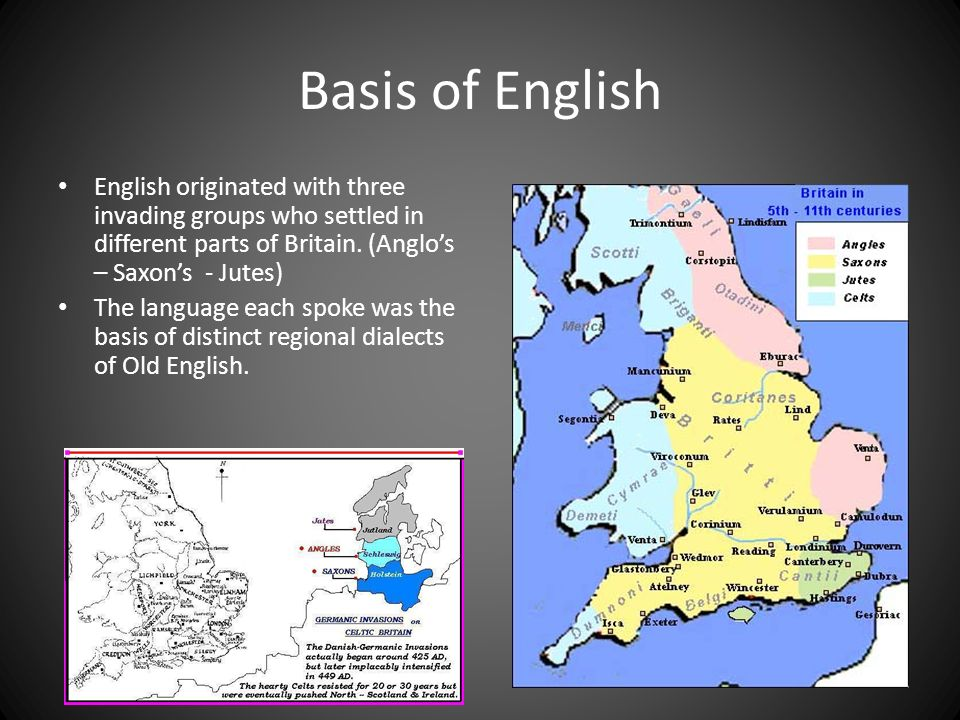 Basis of English
• English originated with three
invading groups who settled in
different parts of Britain. (Anglo’s
– Saxon’s - Jutes)
• The language each spoke was the
basis of distinct regional dialects
of Old English.
Britain in
5th - 11th centuries
Angles
Saxons
Jutes
Celts
Gaeli
Trimontium
Lindisfarn
Scotti
Corstopit
Otadini
Briganti
Menci
Eburac
Mancunium
Coritanes
Segontia
Deva
Rates
Lind
Briti
Venta
Viroconum
Cymrae
Glev
Demeti
Verulamium
Corinium
Camulodun
Venta
Reading
Londinium
Durovern
Wedmor
Canterbery
Glastonbery
Atelney
Cantii
Dubra
Wincester
Belgi
Hastings
Dumnoni
Gesoriac
Isca
Exeter
N
YORK
Jutes
Jutland
ANGLES
Schleswig
SAXONS
Holstein
LICHFIELD
ELMHAM
CREDITON
SELSEY
GERMANIC INVASIONS on
CELTIC BRITAIN
The Danish-Germanic Invasions
actually began around 425 AD,
but later implacably intensified
in 449 AD.
The hearty Celts resisted for 20 or 30 years but
were eventually pushed North – Scotland & Ireland.